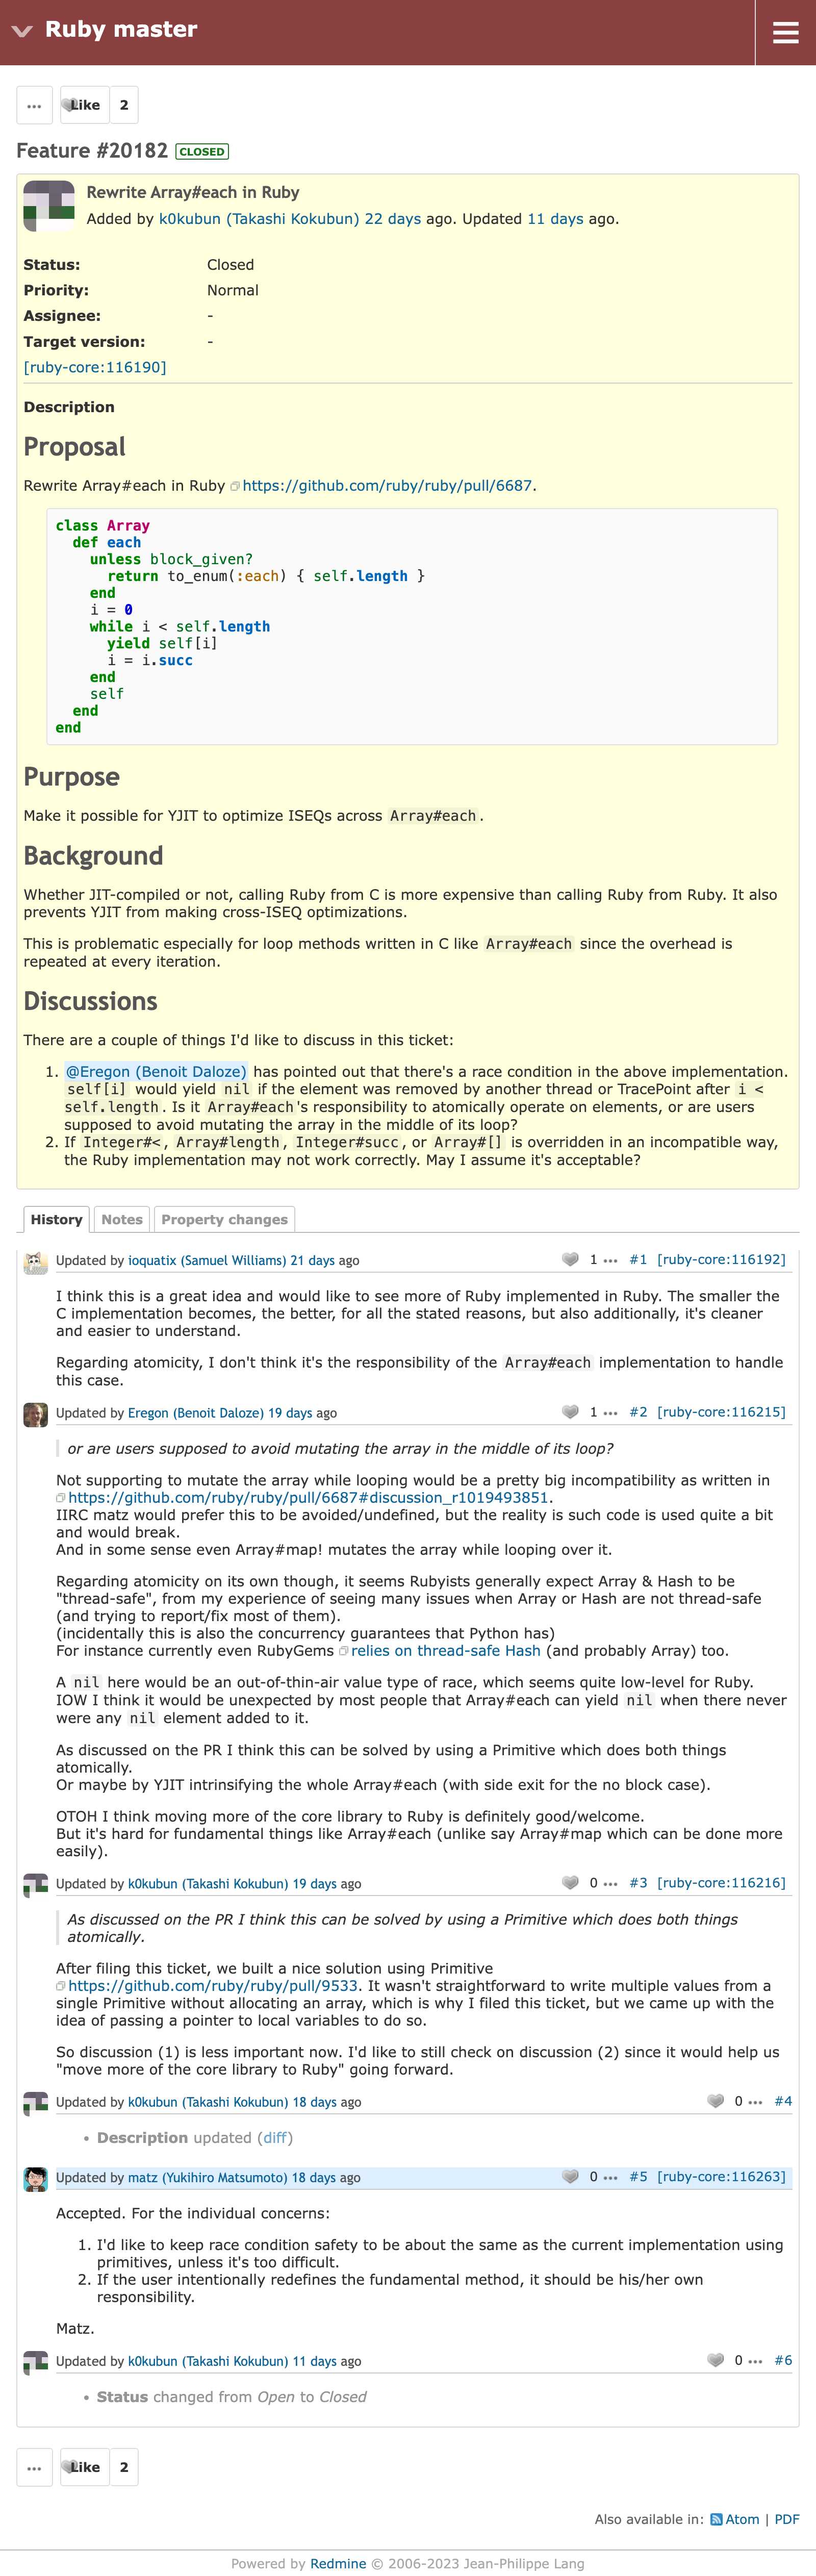 Ruby master
... Like 2
Feature #20182 CLOSED
Rewrite Array#each in Ruby
Added by k0kubun (Takashi Kokubun) 22 days ago. Updated 11 days ago.
Status: Closed
Priority: Normal
Assignee: -
Target version: -
[ruby-core:116190]
Description
Proposal
Rewrite Array#each in Ruby https://github.com/ruby/ruby/pull/6687.
class Array
  def each
    unless block_given?
      return to_enum(:each) { self.length }
    end
    i = 0
    while i < self.length
      yield self[i]
      i = i.succ
    end
    self
  end
end
Purpose
Make it possible for YJIT to optimize ISEQs across Array#each.
Background
Whether JIT-compiled or not, calling Ruby from C is more expensive than calling Ruby from Ruby. It also
prevents YJIT from making cross-ISEQ optimizations.
This is problematic especially for loop methods written in C like Array#each since the overhead is
repeated at every iteration.
Discussions
There are a couple of things I'd like to discuss in this ticket:
1. @Eregon (Benoit Daloze) has pointed out that there's a race condition in the above implementation.
self[i] would yield nil if the element was removed by another thread or TracePoint after i <
self.length. Is it Array#each's responsibility to atomically operate on elements, or are users
supposed to avoid mutating the array in the middle of its loop?
2. If Integer#<, Array#length, Integer#succ, or Array#[] is overridden in an incompatible way,
the Ruby implementation may not work correctly. May I assume it's acceptable?
History Notes Property changes
Updated by ioquatix (Samuel Williams) 21 days ago 1 ... #1 [ruby-core:116192]
I think this is a great idea and would like to see more of Ruby implemented in Ruby. The smaller the
C implementation becomes, the better, for all the stated reasons, but also additionally, it's cleaner
and easier to understand.
Regarding atomicity, I don't think it's the responsibility of the Array#each implementation to handle
this case.
Updated by Eregon (Benoit Daloze) 19 days ago 1 ... #2 [ruby-core:116215]
or are users supposed to avoid mutating the array in the middle of its loop?
Not supporting to mutate the array while looping would be a pretty big incompatibility as written in
https://github.com/ruby/ruby/pull/6687#discussion_r1019493851.
IIRC matz would prefer this to be avoided/undefined, but the reality is such code is used quite a bit
and would break.
And in some sense even Array#map! mutates the array while looping over it.
Regarding atomicity on its own though, it seems Rubyists generally expect Array & Hash to be
"thread-safe", from my experience of seeing many issues when Array or Hash are not thread-safe
(and trying to report/fix most of them).
(incidentally this is also the concurrency guarantees that Python has)
For instance currently even RubyGems relies on thread-safe Hash (and probably Array) too.
A nil here would be an out-of-thin-air value type of race, which seems quite low-level for Ruby.
IOW I think it would be unexpected by most people that Array#each can yield nil when there never
were any nil element added to it.
As discussed on the PR I think this can be solved by using a Primitive which does both things
atomically.
Or maybe by YJIT intrinsifying the whole Array#each (with side exit for the no block case).
OTOH I think moving more of the core library to Ruby is definitely good/welcome.
But it's hard for fundamental things like Array#each (unlike say Array#map which can be done more
easily).
Updated by k0kubun (Takashi Kokubun) 19 days ago 0 ... #3 [ruby-core:116216]
As discussed on the PR I think this can be solved by using a Primitive which does both things
atomically.
After filing this ticket, we built a nice solution using Primitive
https://github.com/ruby/ruby/pull/9533. It wasn't straightforward to write multiple values from a
single Primitive without allocating an array, which is why I filed this ticket, but we came up with the
idea of passing a pointer to local variables to do so.
So discussion (1) is less important now. I'd like to still check on discussion (2) since it would help us
"move more of the core library to Ruby" going forward.
Updated by k0kubun (Takashi Kokubun) 18 days ago 0 ... #4
• Description updated (diff)
Updated by matz (Yukihiro Matsumoto) 18 days ago 0 ... #5 [ruby-core:116263]
Accepted. For the individual concerns:
1. I'd like to keep race condition safety to be about the same as the current implementation using
primitives, unless it's too difficult.
2. If the user intentionally redefines the fundamental method, it should be his/her own
responsibility.
Matz.
Updated by k0kubun (Takashi Kokubun) 11 days ago 0 ... #6
• Status changed from Open to Closed
... Like 2
Also available in: Atom | PDF
Powered by Redmine © 2006-2023 Jean-Philippe Lang